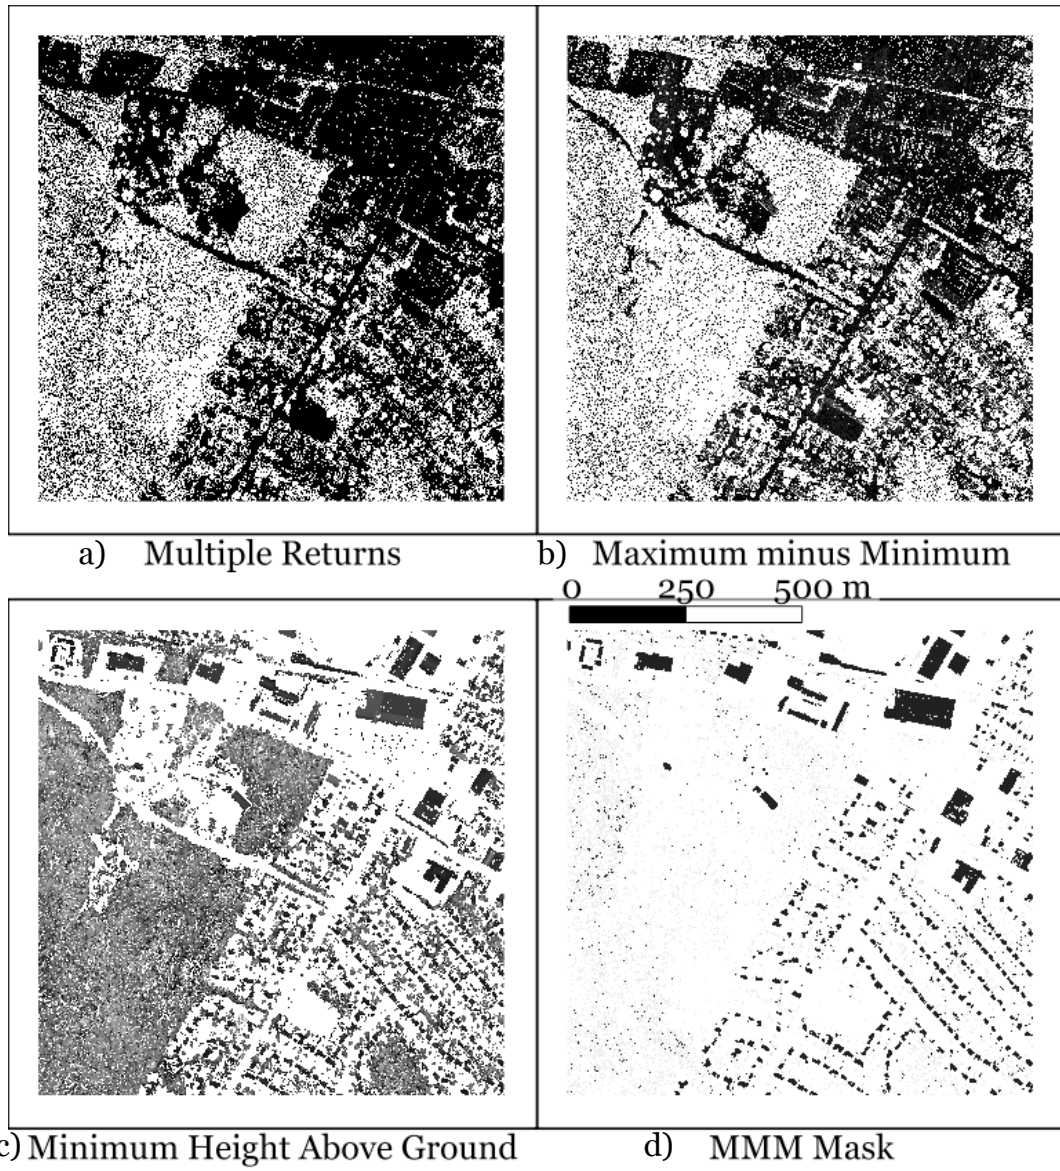 a) Multiple Returns
b) Maximum minus Minimum
0 250 500 m
c) Minimum Height Above Ground
d) MMM Mask